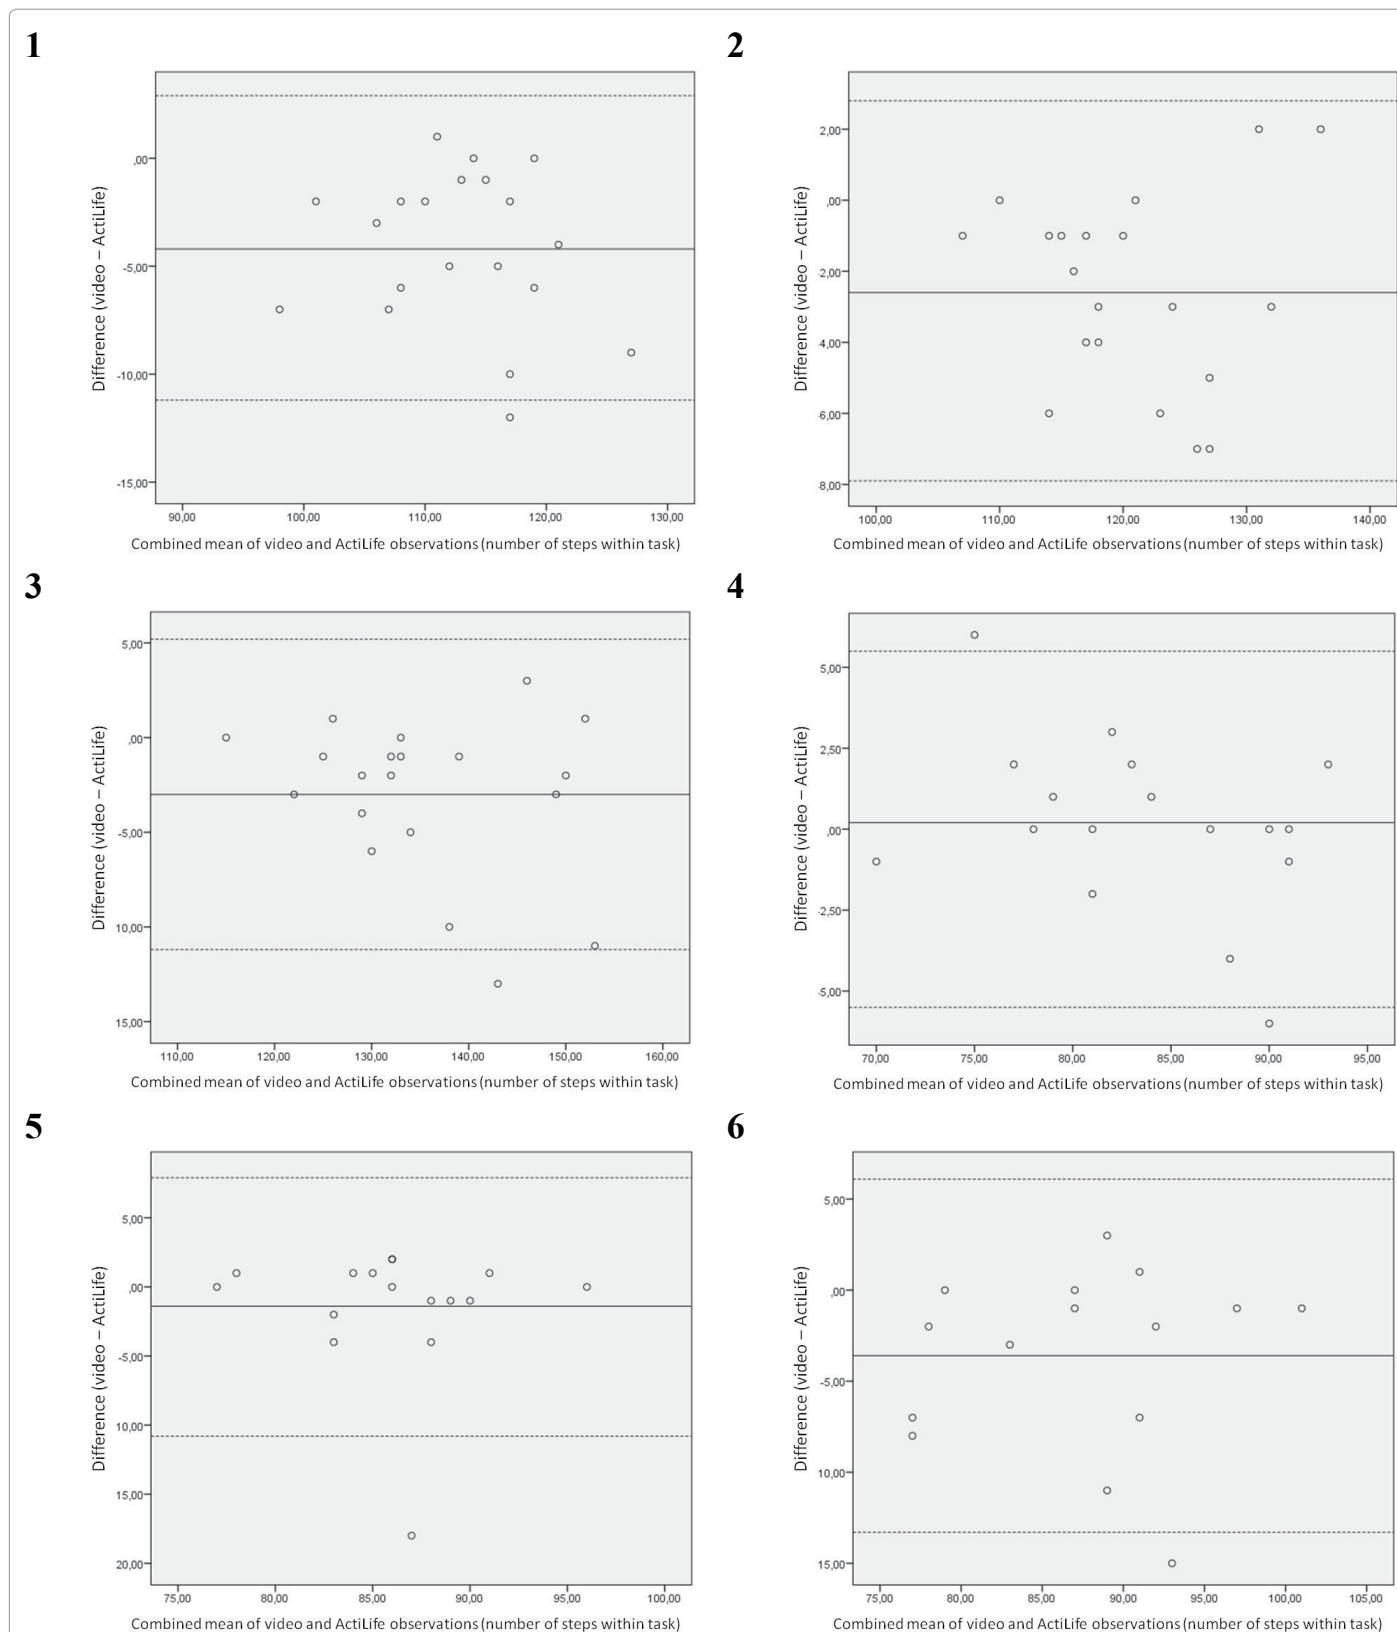 1
Difference (video – ActiLife)
,00
-5,00
-10,00
-15,00
90,00 100,00 110,00 120,00 130,00
Combined mean of video and ActiLife observations (number of steps within task)
2
Difference (video – ActiLife)
2,00
,00
-2,00
-4,00
-6,00
-8,00
100,00 110,00 120,00 130,00 140,00
Combined mean of video and ActiLife observations (number of steps within task)
3
Difference (video – ActiLife)
5,00
,00
-5,00
10,00
15,00
110,00 120,00 130,00 140,00 150,00 160,00
Combined mean of video and ActiLife observations (number of steps within task)
4
Difference (video – ActiLife)
5,00
2,50
,00
-2,50
-5,00
70,00 75,00 80,00 85,00 90,00 95,00
Combined mean of video and ActiLife observations (number of steps within task)
5
Difference (video – ActiLife)
5,00
,00
-5,00
10,00
15,00
20,00
75,00 80,00 85,00 90,00 95,00 100,00
Combined mean of video and ActiLife observations (number of steps within task)
6
Difference (video – ActiLife)
5,00
,00
-5,00
10,00
15,00
75,00 80,00 85,00 90,00 95,00 100,00 105,00
Combined mean of video and ActiLife observations (number of steps within task)